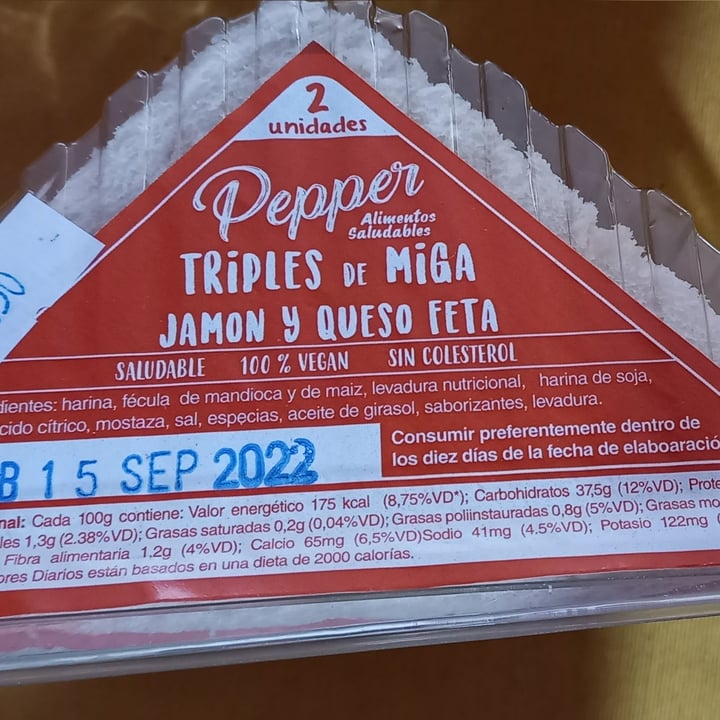 2
unidades
Pepper
Alimentos
Saludables
TRiPLES DE MiGA
JAMON Y QUESO FETA
SALUDABLE 100 % VEGAN SIN COLESTEROL
dientes: harina, fécula de mandioca y de maiz, levadura nutricional, harina de soja,
cido cítrico, mostaza, sal, especias, aceite de girasol, saborizantes, levadura.
B 15 SEP 2022
Consumir preferentemente dentro de
los diez días de la fecha de elaboaració
nal: Cada 100g contiene: Valor energético 175 kcal (8,75%VD*); Carbohidratos 37,5g (12%VD); Prote
les 1,3g (2.38%VD); Grasas saturadas 0,2g (0,04%VD); Grasas poliinstauradas 0,8g (5%VD); Grasas mo
Fibra alimentaria 1,2g (4%VD); Calcio 65mg (6,5%VD)Sodio 41mg (4.5%VD); Potasio 122mg
ores Diarios están basados en una dieta de 2000 calorías.